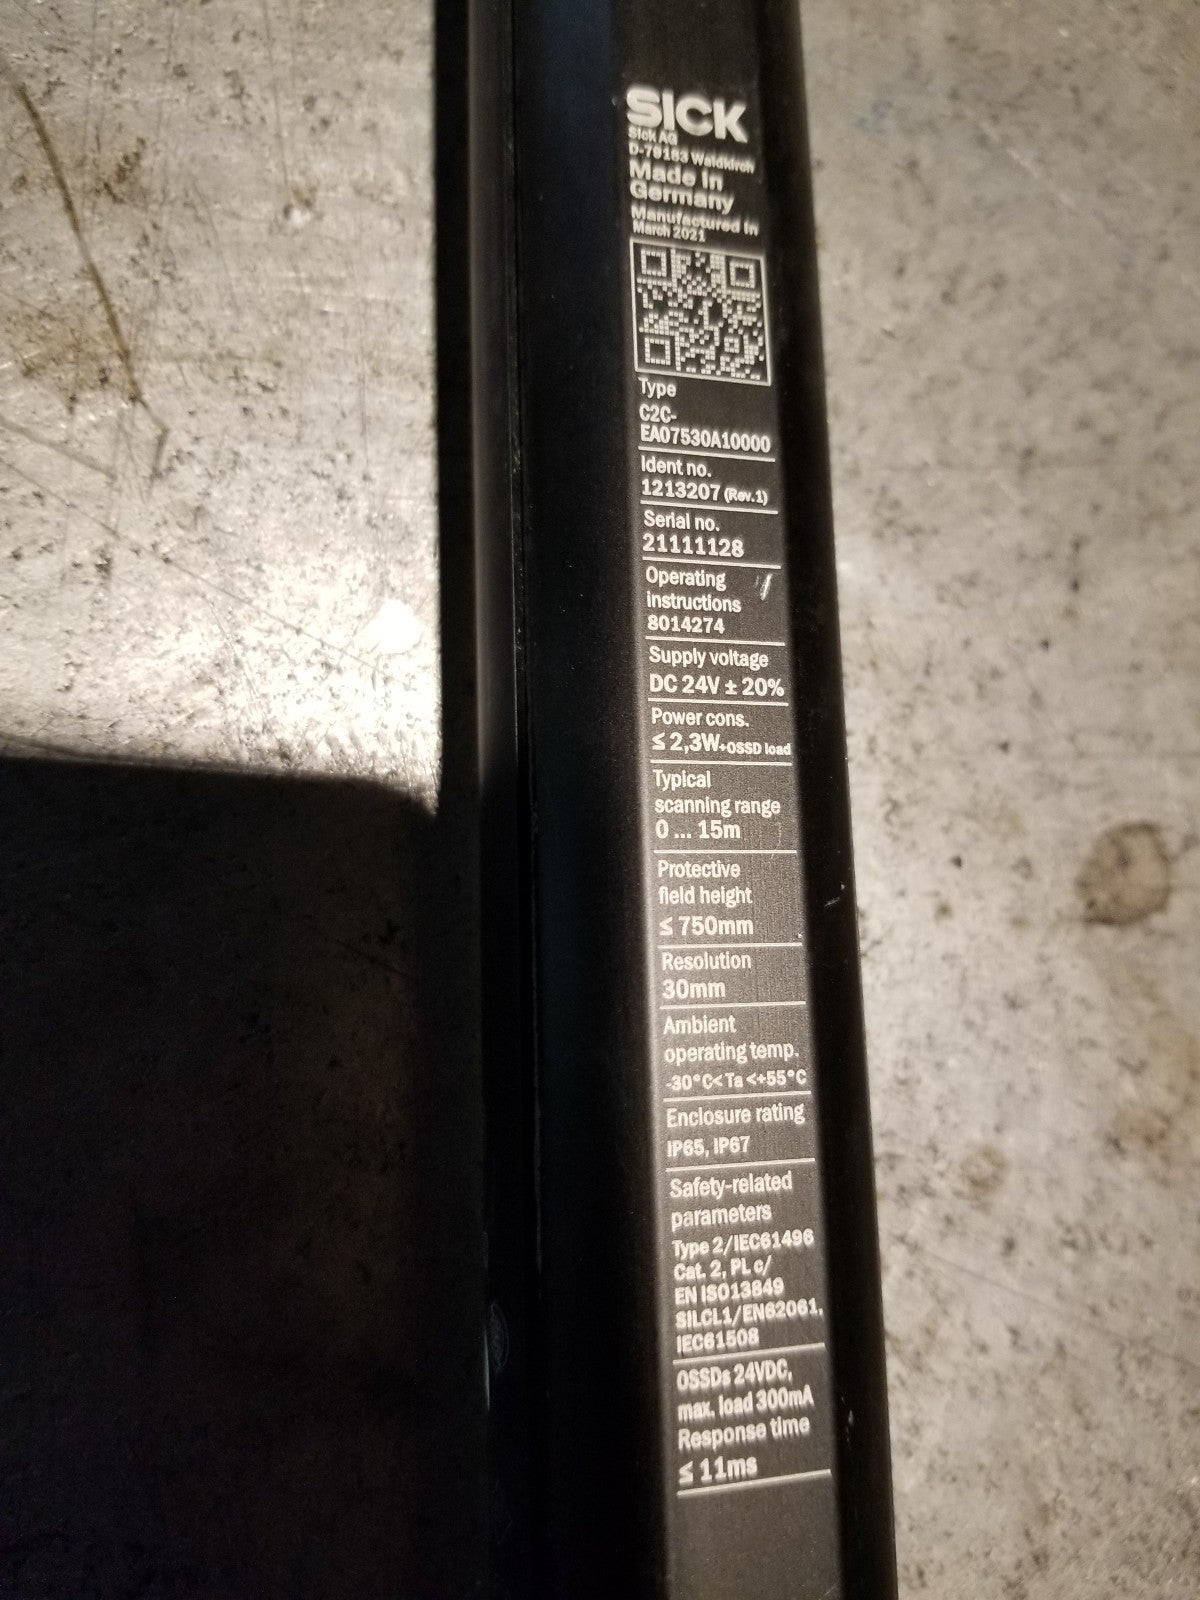 SICK
Sick AG
D-79183 Waldkirch
Made in
Germany
Manufactured in
March 2021
Type
C2C-
EA07530A10000
Ident no.
1213207 (Rev.1)
Serial no.
21111128
Operating
instructions
8014274
Supply voltage
DC 24V ± 20%
Power cons.
≤ 2,3W+OSSD load
Typical
scanning range
0 ... 15m
Protective
field height
≤ 750mm
Resolution
30mm
Ambient
operating temp.
-30°C< Ta <+55°C
Enclosure rating
IP65, IP67
Safety-related
parameters
Type 2/IEC61496
Cat. 2, PL c/
EN ISO13849
SILCL1/EN62061,
IEC61508
OSSDs 24VDC,
max. load 300mA
Response time
≤ 11ms